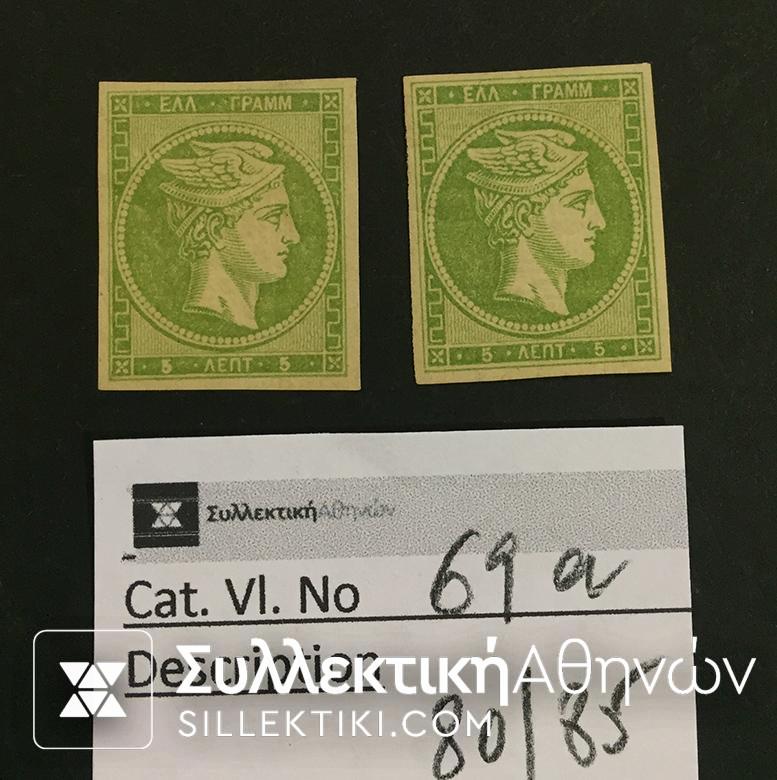 ΕΛΛ · ΓΡΑΜΜ
5 · ΛΕΠΤ · 5
ΕΛΛ · ΓΡΑΜΜ
5 · ΛΕΠΤ · 5
ΣυλλεκτικήΑθηνών
Cat. Vl. No 69 a
Description 80/85
ΣυλλεκτικήΑθηνών
SILLEKTIKI.COM